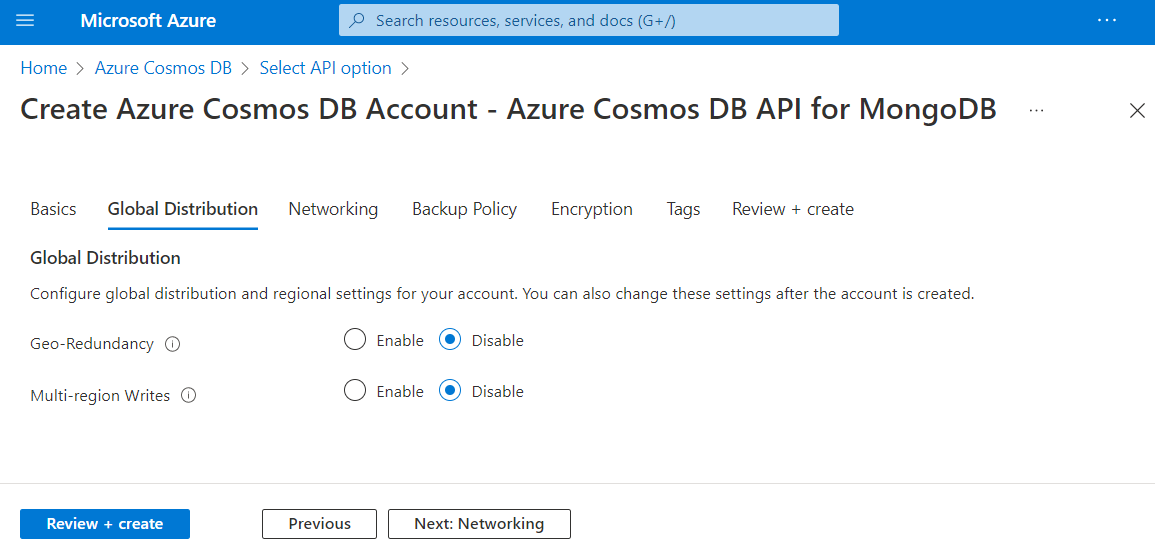 Microsoft Azure
Search resources, services, and docs (G+/)
...
Home > Azure Cosmos DB > Select API option >
Create Azure Cosmos DB Account - Azure Cosmos DB API for MongoDB ...
Basics Global Distribution Networking Backup Policy Encryption Tags Review + create
Global Distribution
Configure global distribution and regional settings for your account. You can also change these settings after the account is created.
Geo-Redundancy Enable Disable
Multi-region Writes Enable Disable
Review + create Previous Next: Networking